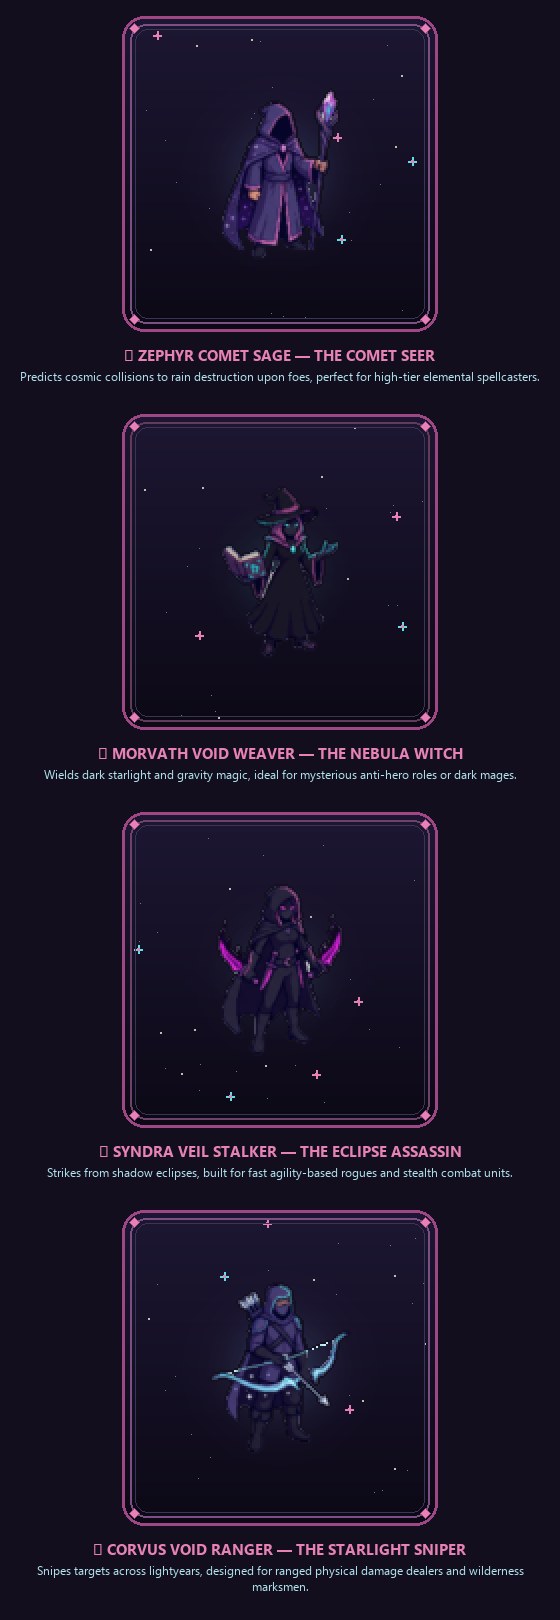 ZEPHYR COMET SAGE — THE COMET SEER
Predicts cosmic collisions to rain destruction upon foes, perfect for high-tier elemental spellcasters.
MORVATH VOID WEAVER — THE NEBULA WITCH
Wields dark starlight and gravity magic, ideal for mysterious anti-hero roles or dark mages.
SYNDRA VEIL STALKER — THE ECLIPSE ASSASSIN
Strikes from shadow eclipses, built for fast agility-based rogues and stealth combat units.
CORVUS VOID RANGER — THE STARLIGHT SNIPER
Snipes targets across lightyears, designed for ranged physical damage dealers and wilderness
marksmen.